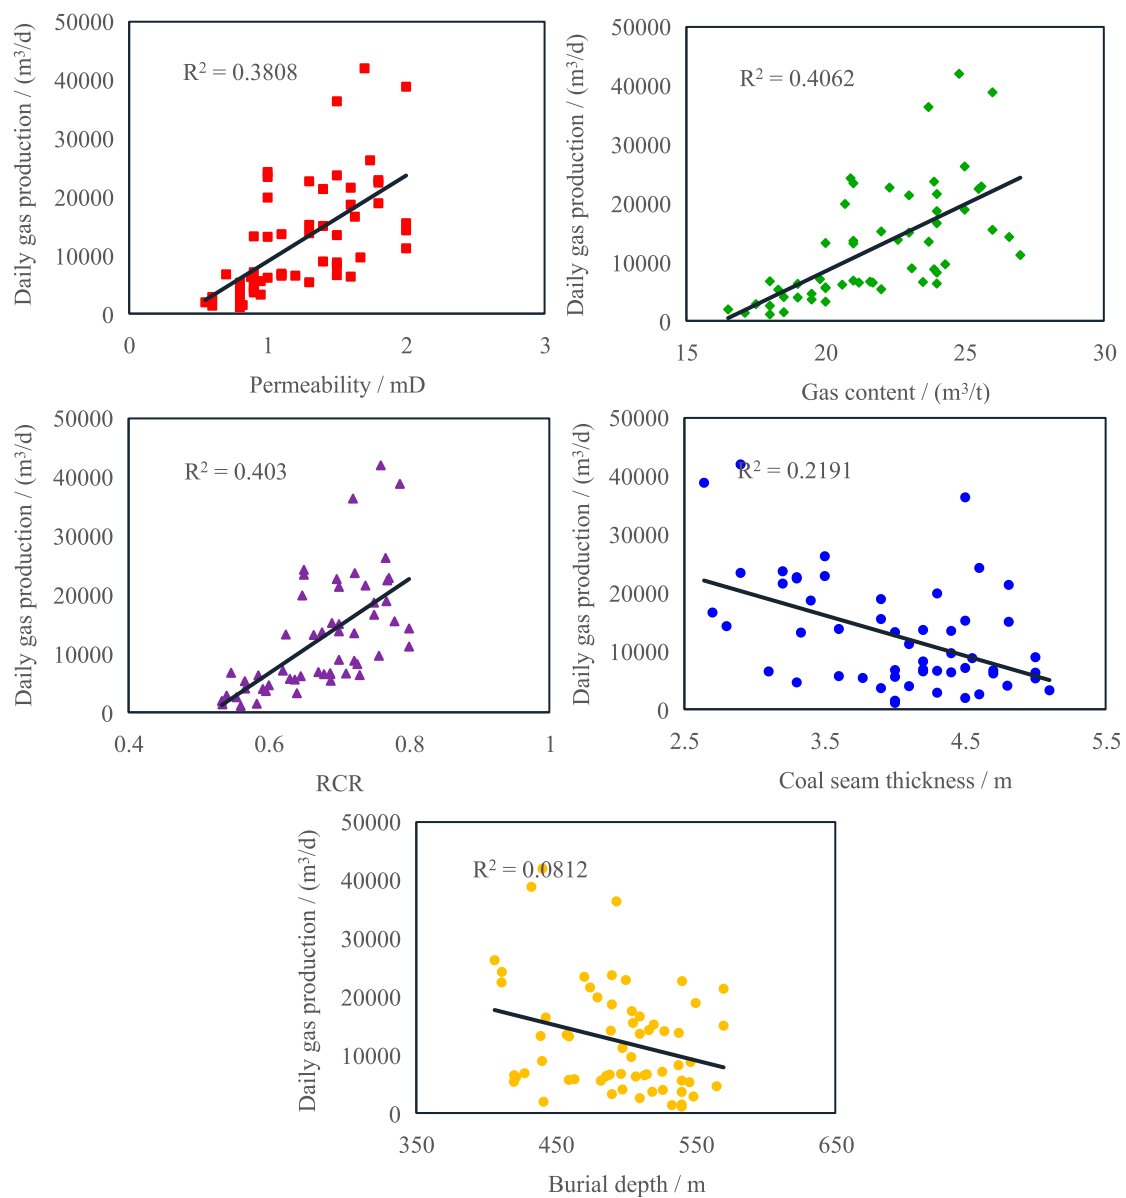 Daily gas production / (m³/d)
50000
40000
30000
20000
10000
0
R² = 0.3808
0 1 2 3
Permeability / mD
Daily gas production / (m³/d)
50000
40000
30000
20000
10000
0
R² = 0.4062
15 20 25 30
Gas content / (m³/t)
Daily gas production / (m³/d)
50000
40000
30000
20000
10000
0
R² = 0.403
0.4 0.6 0.8 1
RCR
Daily gas production / (m³/d)
50000
40000
30000
20000
10000
0
R² = 0.2191
2.5 3.5 4.5 5.5
Coal seam thickness / m
Daily gas production / (m³/d)
50000
40000
30000
20000
10000
0
R² = 0.0812
350 450 550 650
Burial depth / m